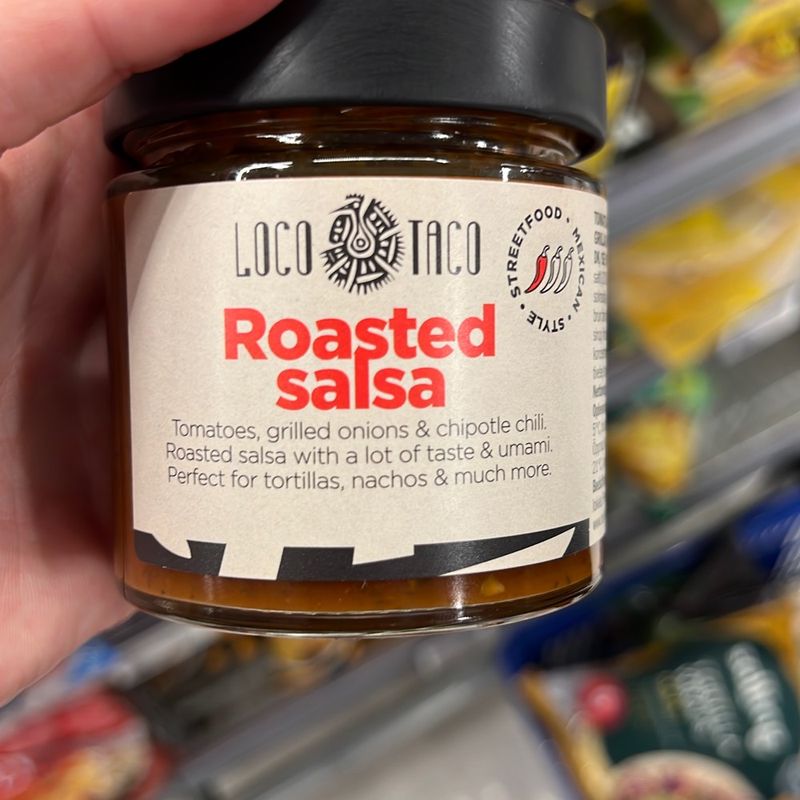 LOCO TACO
STREETFOOD • MEXICAN • STYLE •
Roasted
salsa
Tomatoes, grilled onions & chipotle chili.
Roasted salsa with a lot of taste & umami.
Perfect for tortillas, nachos & much more.